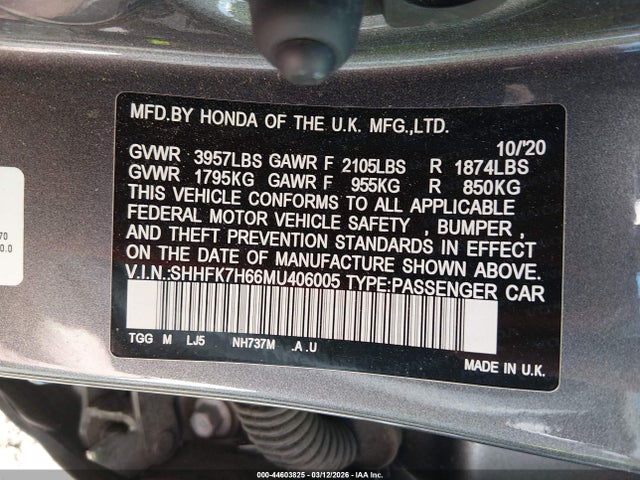 MFD.BY HONDA OF THE U.K. MFG.,LTD.
10/'20
GVWR 3957LBS GAWR F 2105LBS R 1874LBS
GVWR 1795KG GAWR F 955KG R 850KG
THIS VEHICLE CONFORMS TO ALL APPLICABLE
FEDERAL MOTOR VEHICLE SAFETY , BUMPER ,
AND THEFT PREVENTION STANDARDS IN EFFECT
ON THE DATE OF MANUFACTURE SHOWN ABOVE.
V.I.N.:SHHFK7H66MU406005 TYPE:PASSENGER CAR
TGG M LJ5 NH737M .A.U
MADE IN U.K.
70
0.0
000-44603825 - 03/12/2026 - IAA Inc.